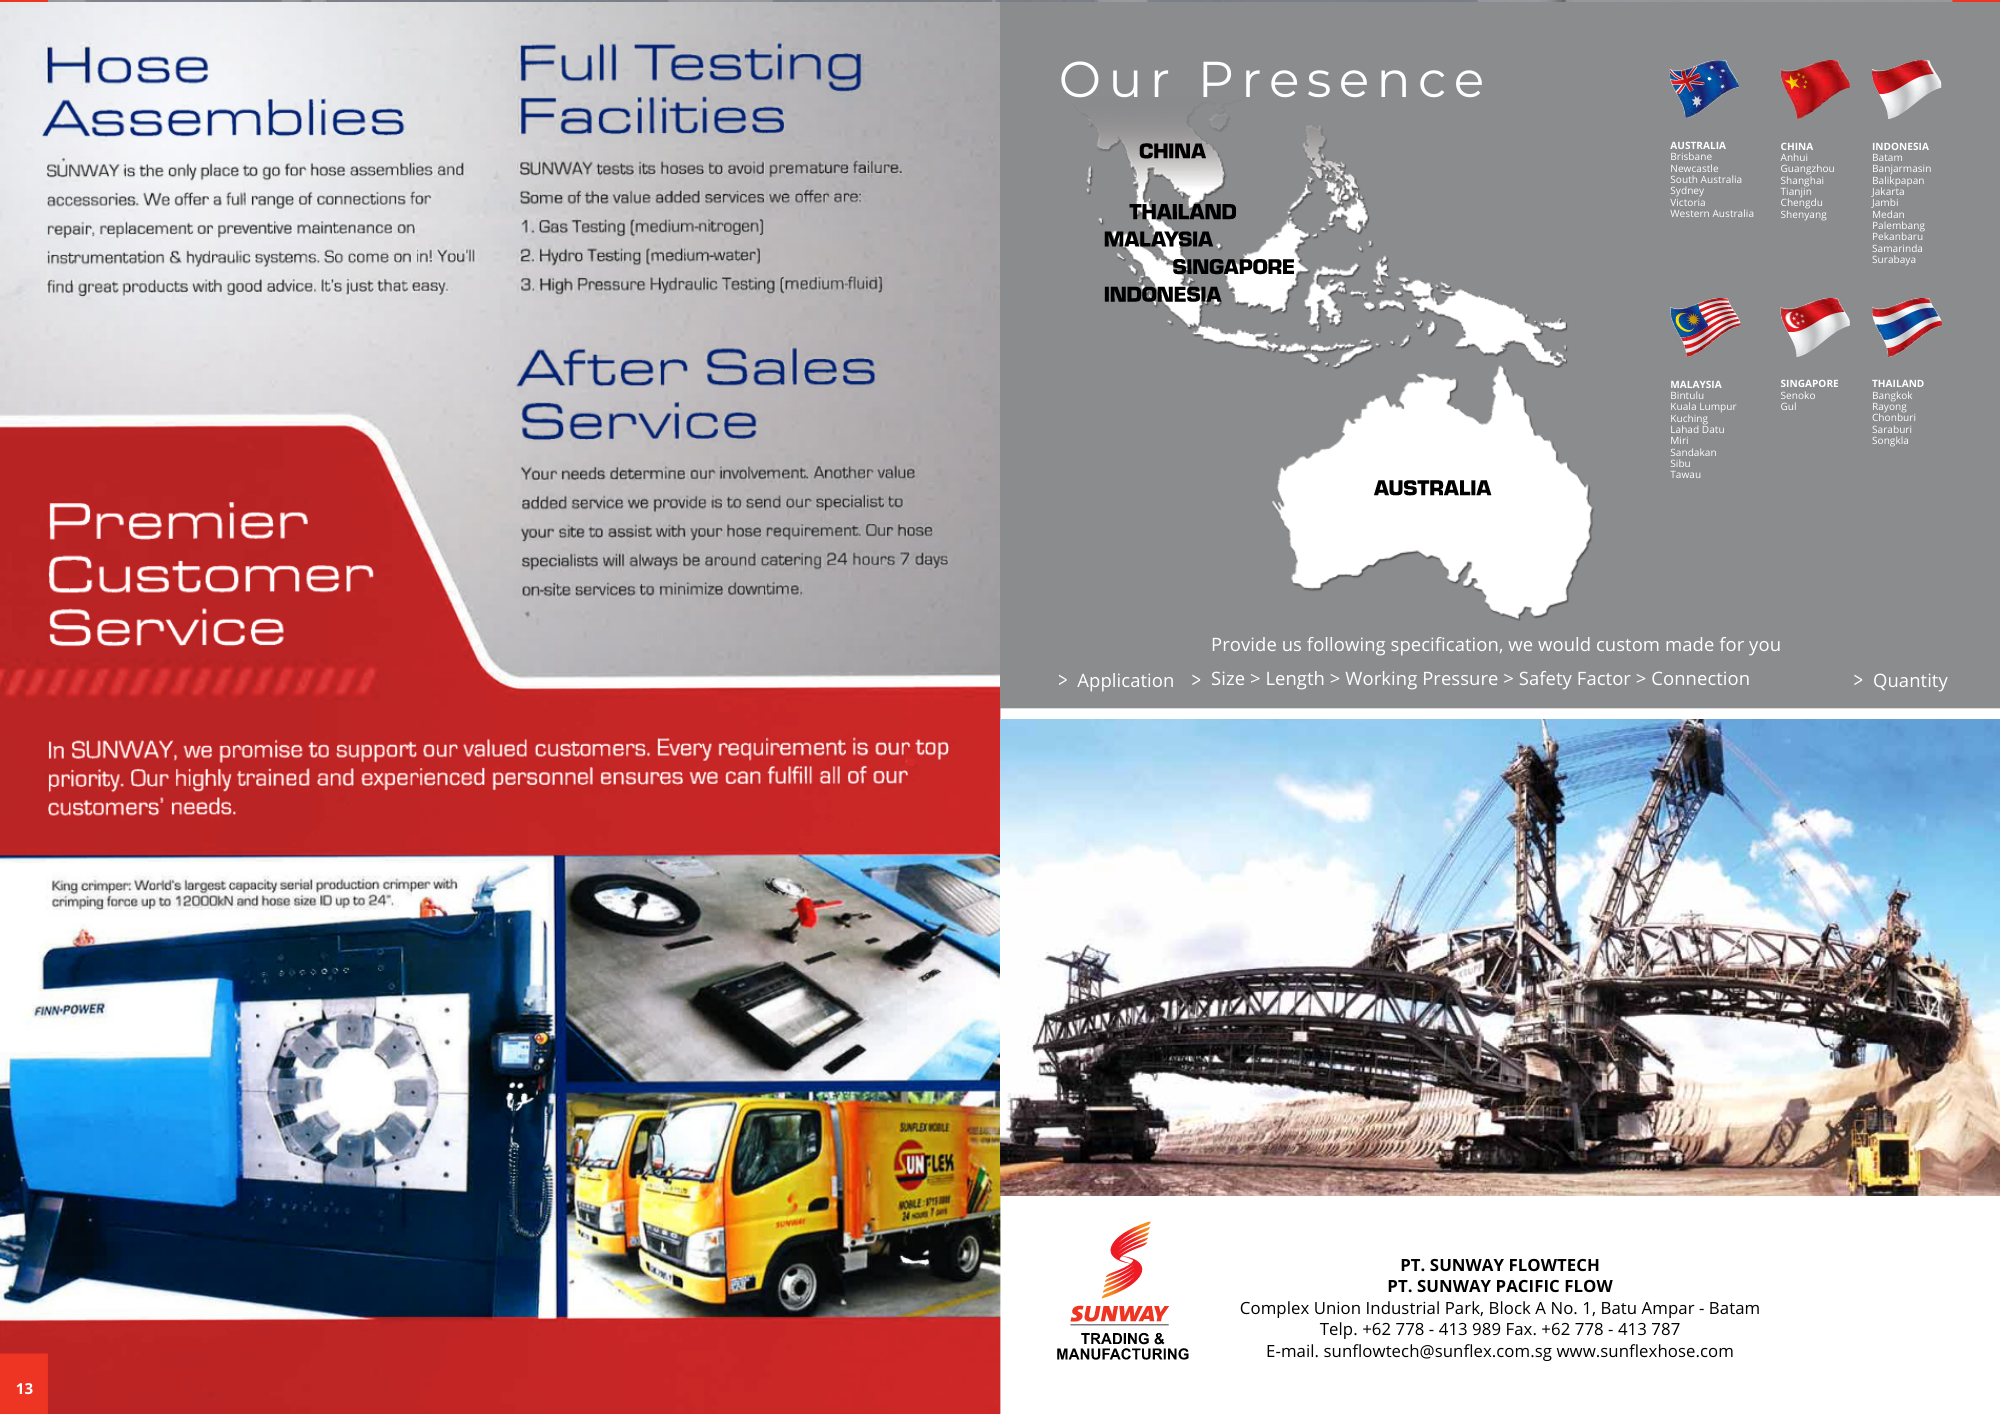 Hose
Assemblies
SUNWAY is the only place to go for hose assemblies and
accessories. We offer a full range of connections for
repair, replacement or preventive maintenance on
instrumentation & hydraulic systems. So come on in! You'll
find great products with good advice. It's just that easy.
Full Testing
Facilities
SUNWAY tests its hoses to avoid premature failure.
Some of the value added services we offer are:
1. Gas Testing (medium-nitrogen)
2. Hydro Testing (medium-water)
3. High Pressure Hydraulic Testing (medium-fluid)
After Sales
Service
Your needs determine our involvement. Another value
added service we provide is to send our specialist to
your site to assist with your hose requirement. Our hose
specialists will always be around catering 24 hours 7 days
on-site services to minimize downtime.
Premier
Customer
Service
In SUNWAY, we promise to support our valued customers. Every requirement is our top
priority. Our highly trained and experienced personnel ensures we can fulfill all of our
customers' needs.
King crimper: World's largest capacity serial production crimper with
crimping force up to 12000kN and hose size ID up to 24".
FINN-POWER
SUNFLEX MOBILE
SUNFLEX
MOBILE : 9715 8888
24 HOURS 7 DAYS
SUNWAY
13
Our Presence
CHINA
THAILAND
MALAYSIA
SINGAPORE
INDONESIA
AUSTRALIA
AUSTRALIA
Brisbane
Newcastle
South Australia
Sydney
Victoria
Western Australia
CHINA
Anhui
Guangzhou
Shanghai
Tianjin
Chengdu
Shenyang
INDONESIA
Batam
Banjarmasin
Balikpapan
Jakarta
Jambi
Medan
Palembang
Pekanbaru
Samarinda
Surabaya
MALAYSIA
Bintulu
Kuala Lumpur
Kuching
Lahad Datu
Miri
Sandakan
Sibu
Tawau
SINGAPORE
Senoko
Gul
THAILAND
Bangkok
Rayong
Chonburi
Saraburi
Songkla
Provide us following specification, we would custom made for you
> Application > Size > Length > Working Pressure > Safety Factor > Connection > Quantity
SUNWAY
TRADING &
MANUFACTURING
PT. SUNWAY FLOWTECH
PT. SUNWAY PACIFIC FLOW
Complex Union Industrial Park, Block A No. 1, Batu Ampar - Batam
Telp. +62 778 - 413 989 Fax. +62 778 - 413 787
E-mail. sunflowtech@sunflex.com.sg www.sunflexhose.com